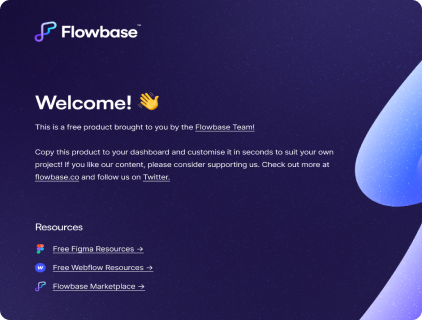 Flowbase™
Welcome! 👋
This is a free product brought to you by the Flowbase Team!
Copy this product to your dashboard and customise it in seconds to suit your own
project! If you like our content, please consider supporting us. Check out more at
flowbase.co and follow us on Twitter.
Resources
Free Figma Resources →
Free Webflow Resources →
Flowbase Marketplace →